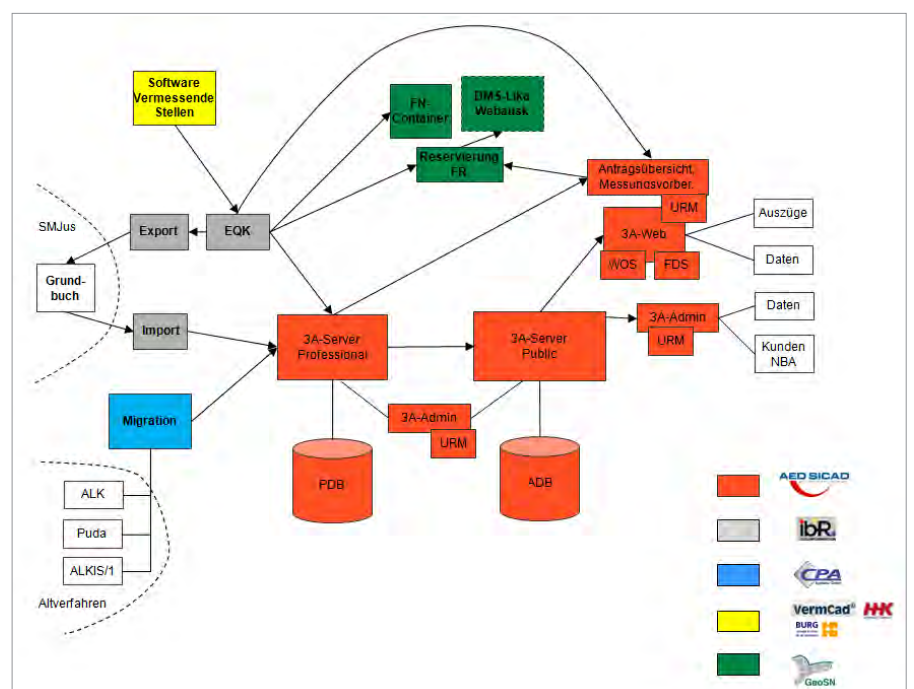 Software
Vermessende
Stellen
FN-
Container
DMS-Lika
Webausk
Reservierung
FR
Antragsübersicht,
Messungsvorber.
URM
3A-Web
WOS
FDS
Auszüge
Daten
SMJus
Export
EQK
Grund-
buch
Import
3A-Server
Professional
3A-Server
Public
3A-Admin
URM
Daten
Kunden
NBA
Migration
3A-Admin
URM
PDB
ADB
ALK
Puda
ALKIS/1
Altverfahren
AED SICAD
ibR
CPA
VermCad®
HHK
BURG
GeoSN